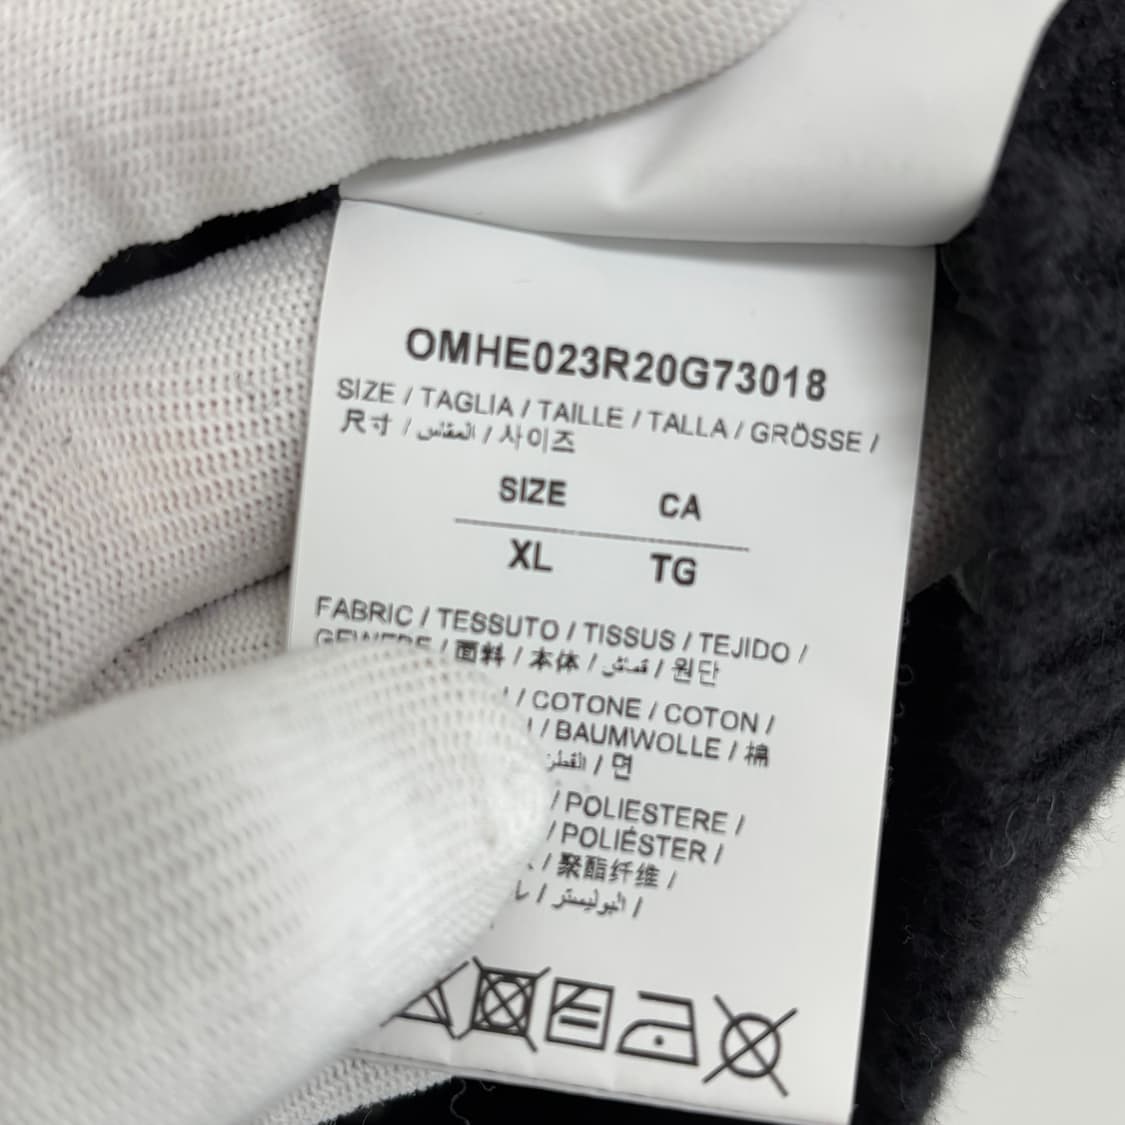 OMHE023R20G73018
SIZE / TAGLIA / TAILLE / TALLA / GRÖSSE /
尺寸 / المقاس / 사이즈
SIZE CA
XL TG
FABRIC / TESSUTO / TISSUS / TEJIDO /
GEWEBE / 面料 / 本体 / قماش / 원단
/ COTONE / COTON /
/ BAUMWOLLE / 棉
القطن / 면
/ POLIESTERE /
/ POLIÉSTER /
/ 聚酯纤维 /
/ البوليستر /